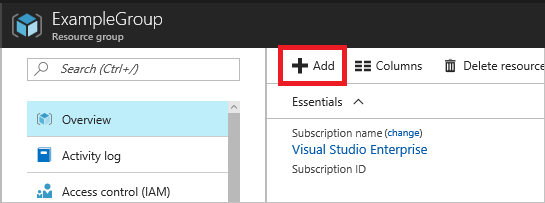 ExampleGroup
Resource group
Search (Ctrl+/)
Add
Columns
Delete resource
Essentials
Overview
Subscription name (change)
Visual Studio Enterprise
Activity log
Subscription ID
Access control (IAM)